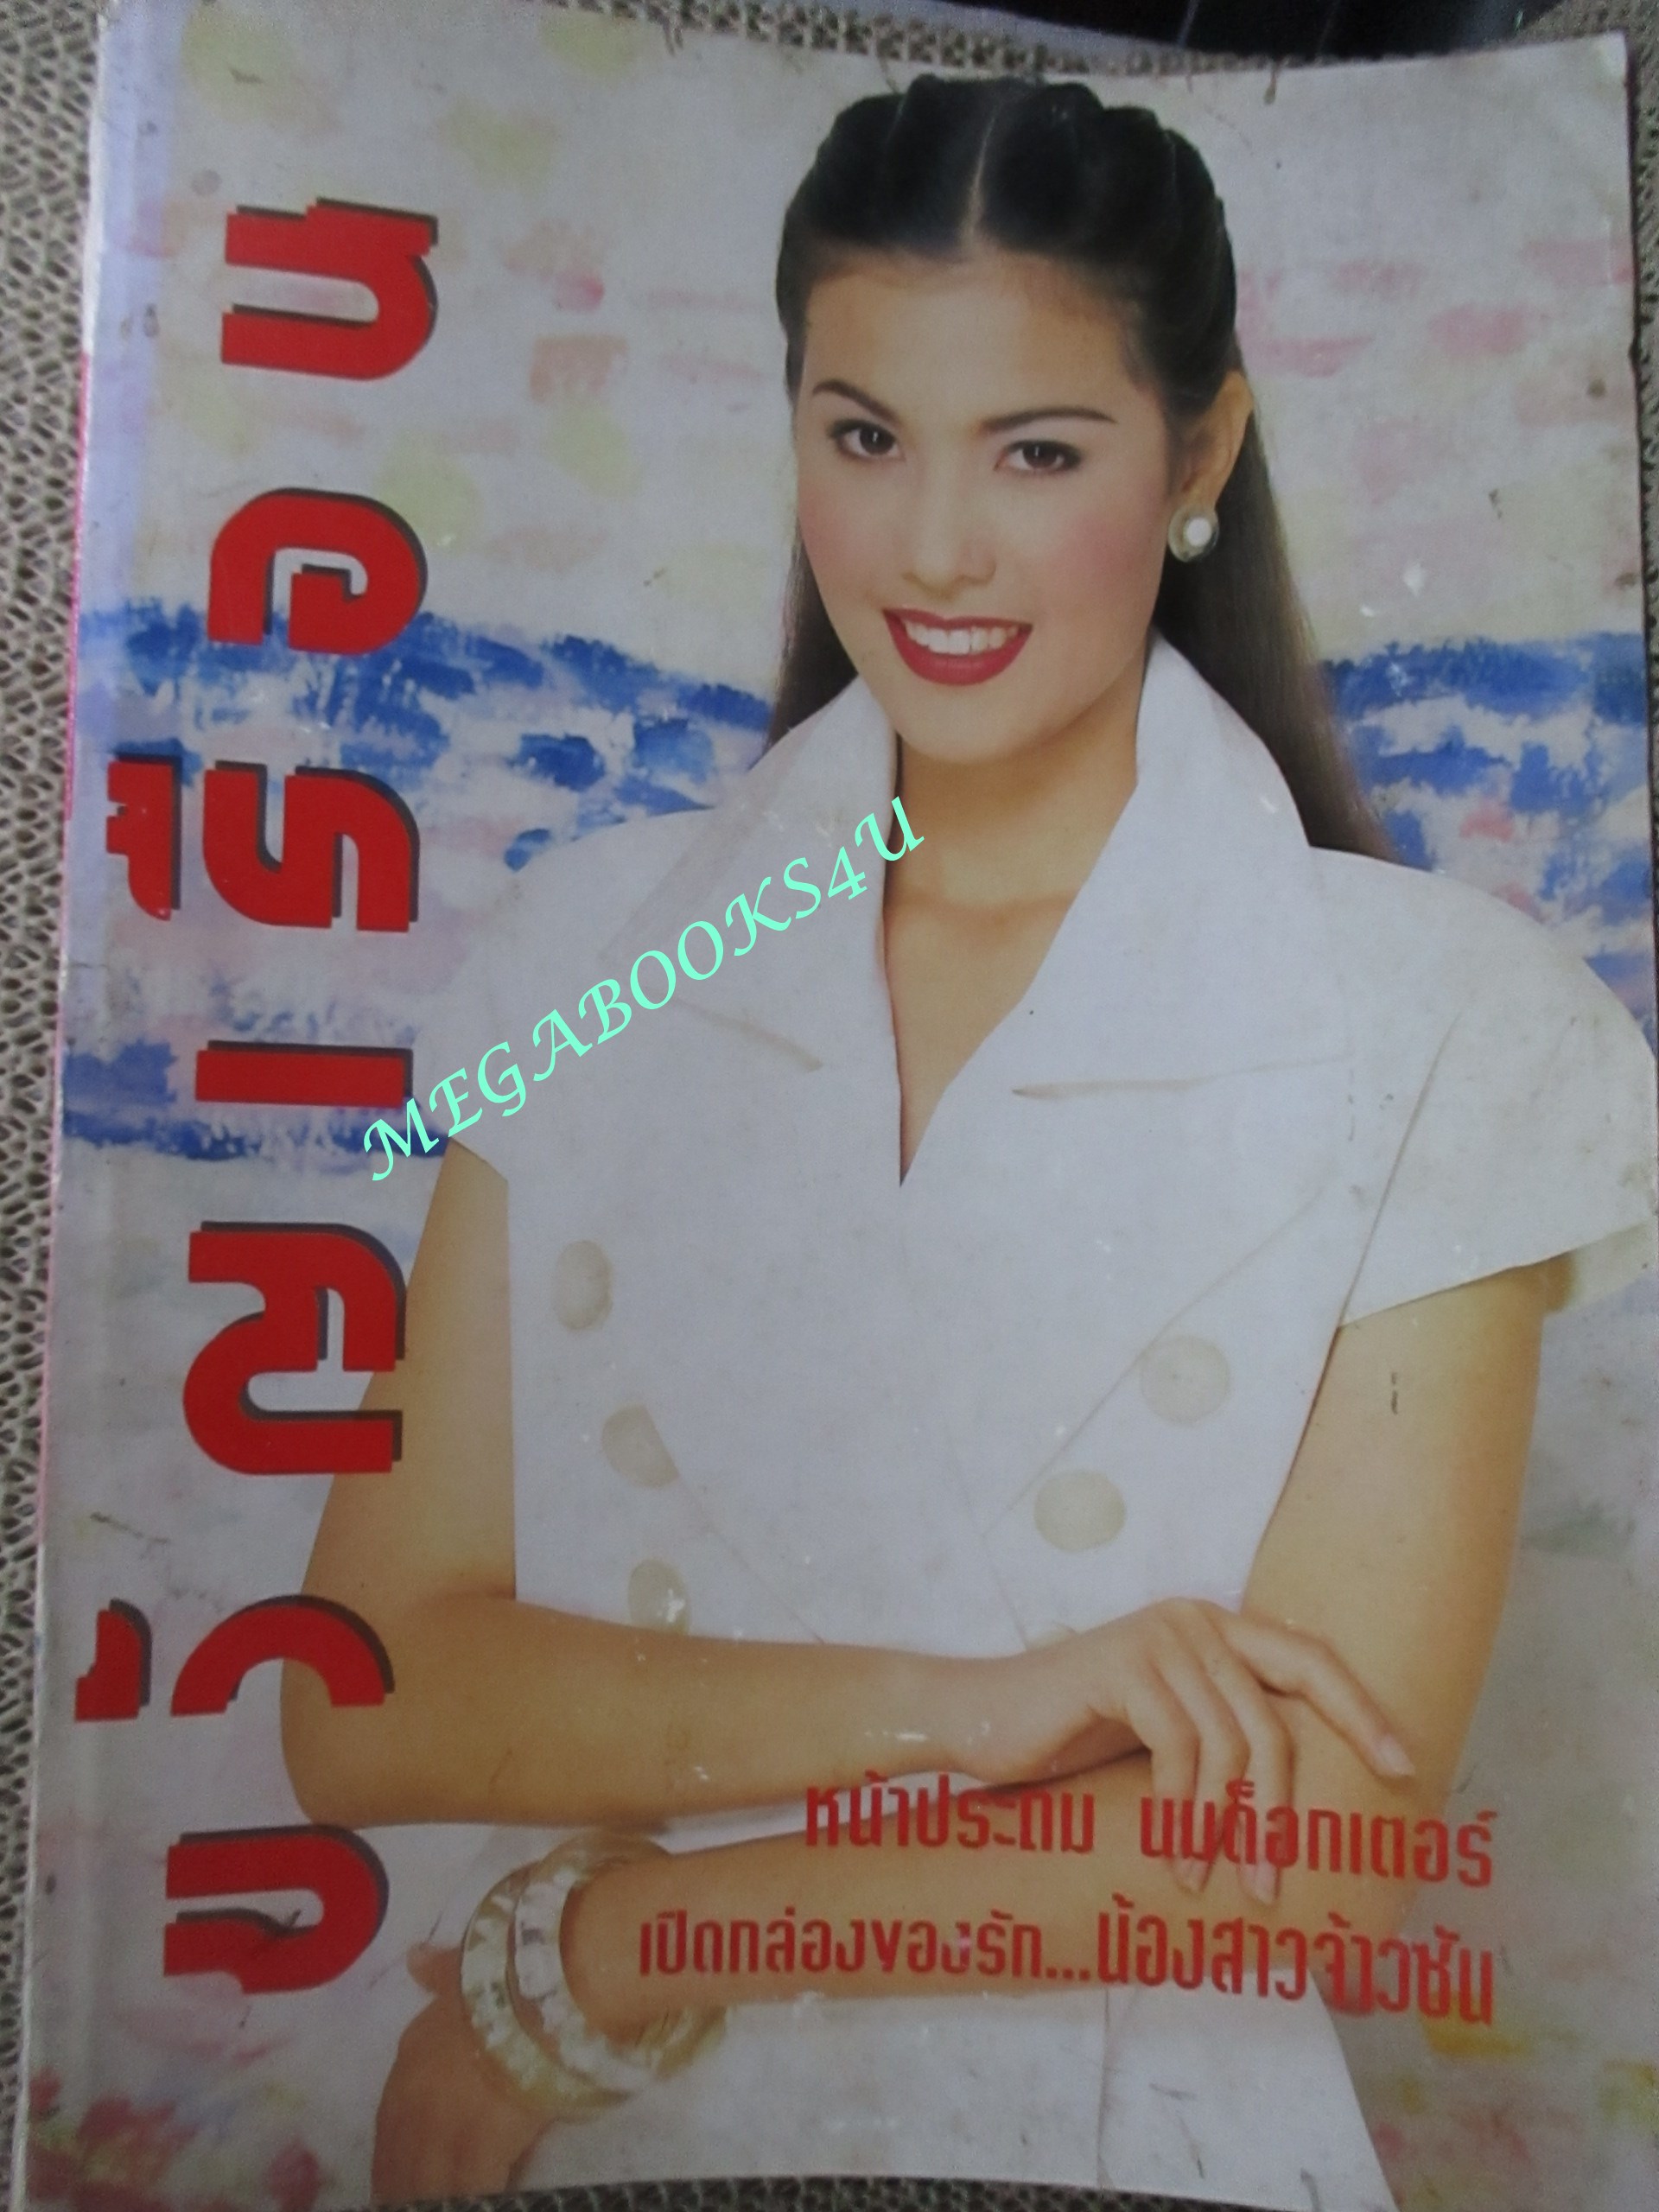 ขวัญเรือน
MEGABOOKS4U
หน้าประถม นมด็อกเตอร์
เปิดกล่องของรัก...น้องสาวจ้าวซัน